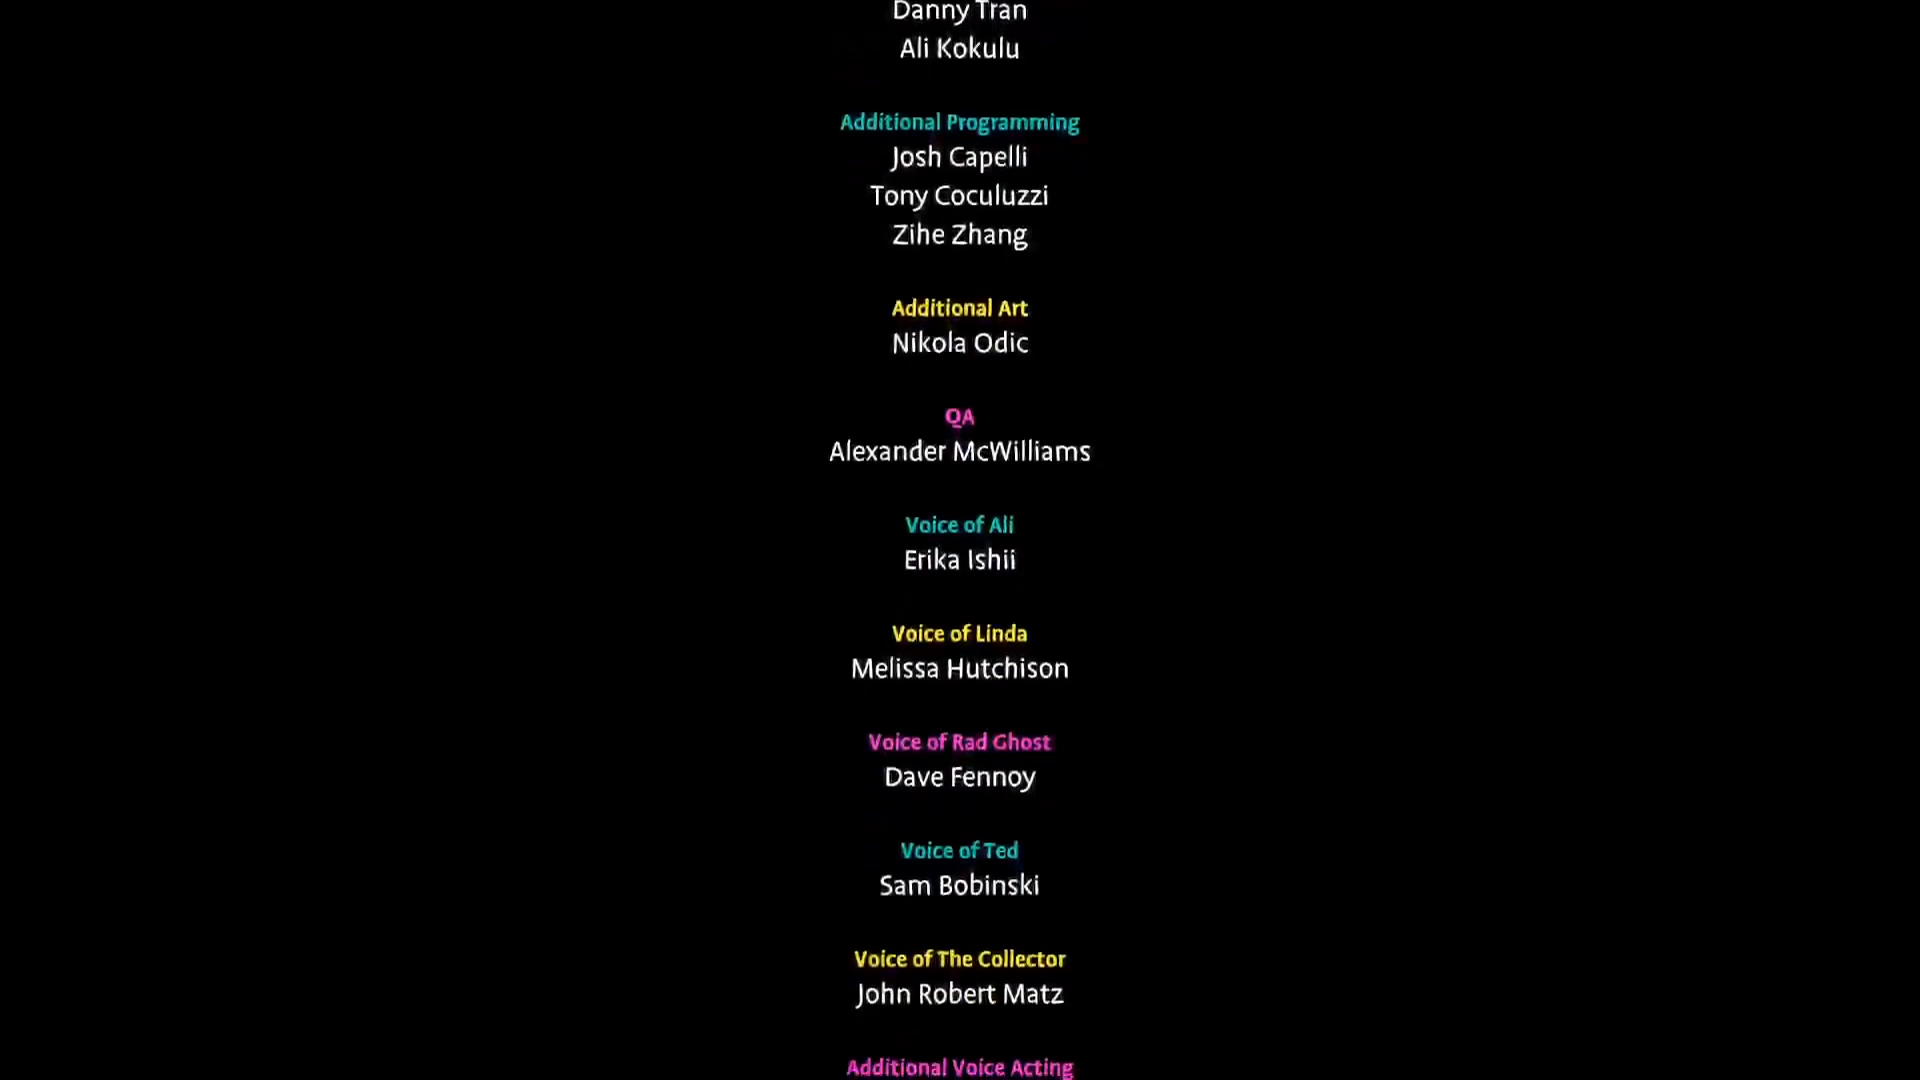 Danny Tran
Ali Kokulu
Additional Programming
Josh Capelli
Tony Coculuzzi
Zihe Zhang
Additional Art
Nikola Odic
QA
Alexander McWilliams
Voice of Ali
Erika Ishii
Voice of Linda
Melissa Hutchison
Voice of Rad Ghost
Dave Fennoy
Voice of Ted
Sam Bobinski
Voice of The Collector
John Robert Matz
Additional Voice Acting